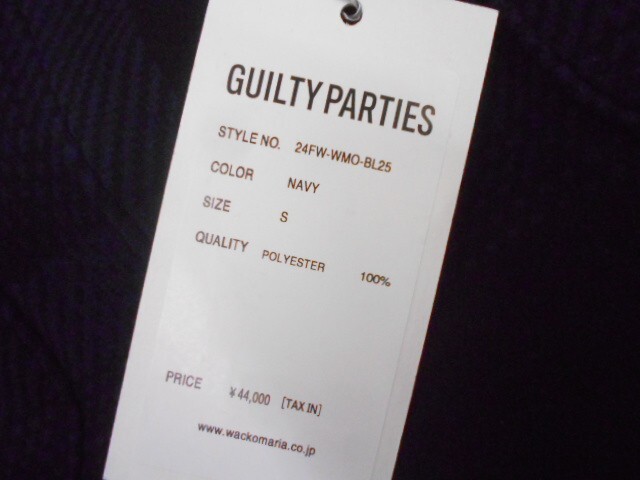 GUILTY PARTIES
STYLE NO. 24FW-WMO-BL25
COLOR NAVY
SIZE S
QUALITY POLYESTER 100%
PRICE ¥44,000 [TAX IN]
www.wackomaria.co.jp